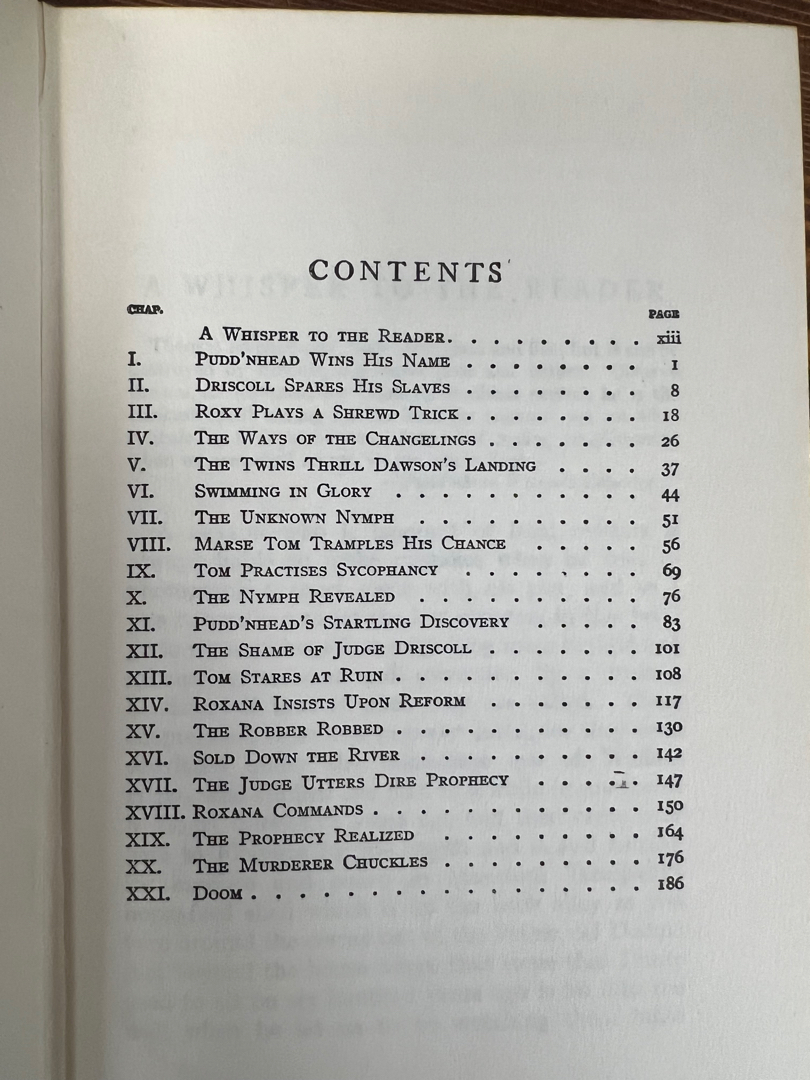 CONTENTS
CHAP. PAGE
A WHISPER TO THE READER. . . . . . . . . xiii
I. PUDD'NHEAD WINS HIS NAME . . . . . . . . 1
II. DRISCOLL SPARES HIS SLAVES . . . . . . . . 8
III. ROXY PLAYS A SHREWD TRICK . . . . . . . . 18
IV. THE WAYS OF THE CHANGELINGS . . . . . . . 26
V. THE TWINS THRILL DAWSON'S LANDING . . . . 37
VI. SWIMMING IN GLORY . . . . . . . . . . . 44
VII. THE UNKNOWN NYMPH . . . . . . . . . . 51
VIII. MARSE TOM TRAMPLES HIS CHANCE . . . . . 56
IX. TOM PRACTISES SYCOPHANCY . . . . . . . . 69
X. THE NYMPH REVEALED . . . . . . . . . . 76
XI. PUDD'NHEAD'S STARTLING DISCOVERY . . . . . 83
XII. THE SHAME OF JUDGE DRISCOLL . . . . . . . 101
XIII. TOM STARES AT RUIN . . . . . . . . . . . 108
XIV. ROXANA INSISTS UPON REFORM . . . . . . . 117
XV. THE ROBBER ROBBED . . . . . . . . . . . 130
XVI. SOLD DOWN THE RIVER . . . . . . . . . . 142
XVII. THE JUDGE UTTERS DIRE PROPHECY . . . . . 147
XVIII. ROXANA COMMANDS . . . . . . . . . . . . 150
XIX. THE PROPHECY REALIZED . . . . . . . . . 164
XX. THE MURDERER CHUCKLES . . . . . . . . . 176
XXI. DOOM . . . . . . . . . . . . . . . . . 186